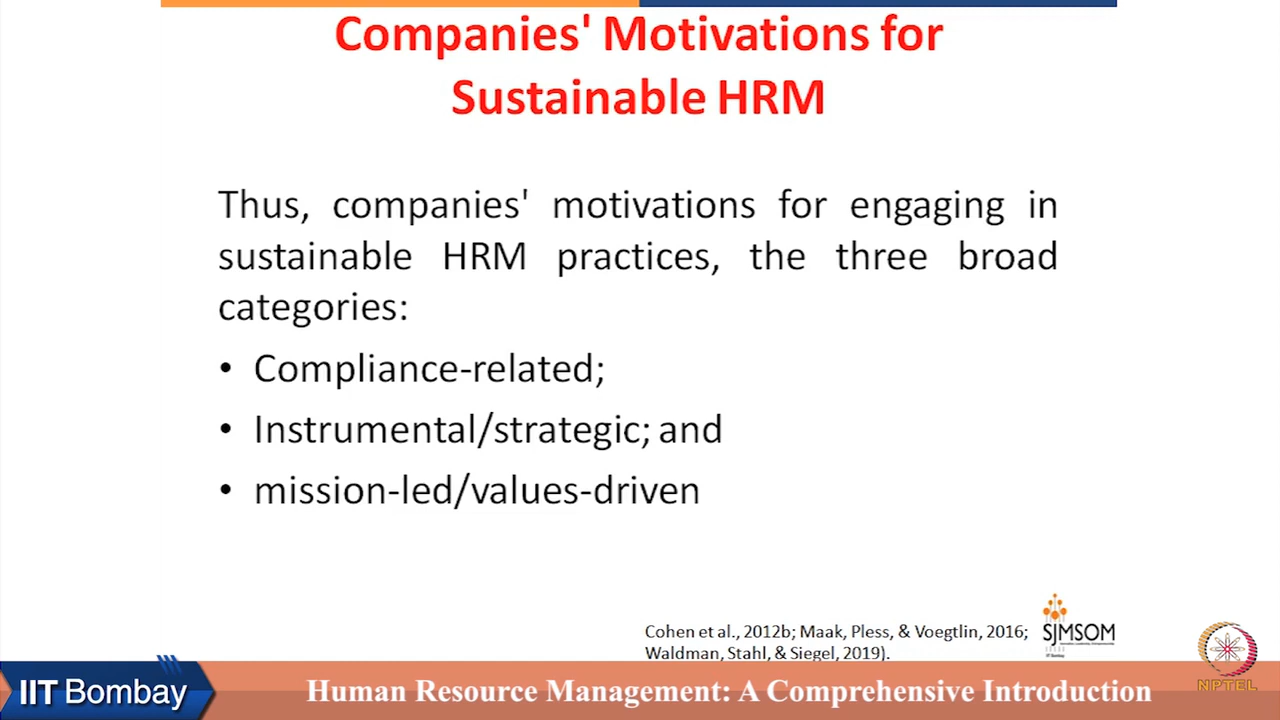 Companies' Motivations for
Sustainable HRM
Thus, companies' motivations for engaging in
sustainable HRM practices, the three broad
categories:
• Compliance-related;
• Instrumental/strategic; and
• mission-led/values-driven
Cohen et al., 2012b; Maak, Pless, & Voegtlin, 2016;
Waldman, Stahl, & Siegel, 2019).
SJMSOM
IIT Bombay
Human Resource Management: A Comprehensive Introduction
NPTEL